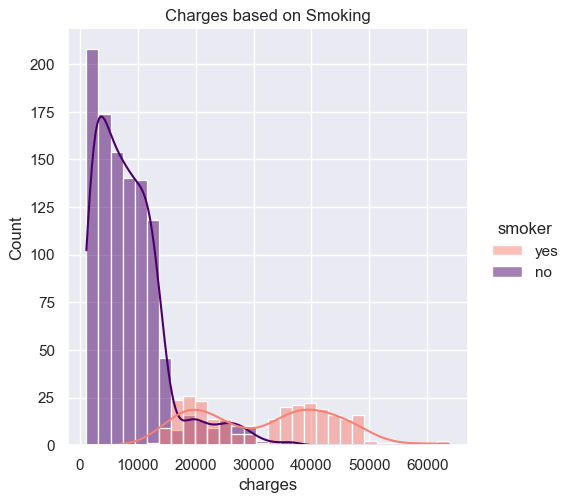 Charges based on Smoking
200
175
150
125
100
75
50
25
0
Count
0 10000 20000 30000 40000 50000 60000
charges
smoker
yes
no